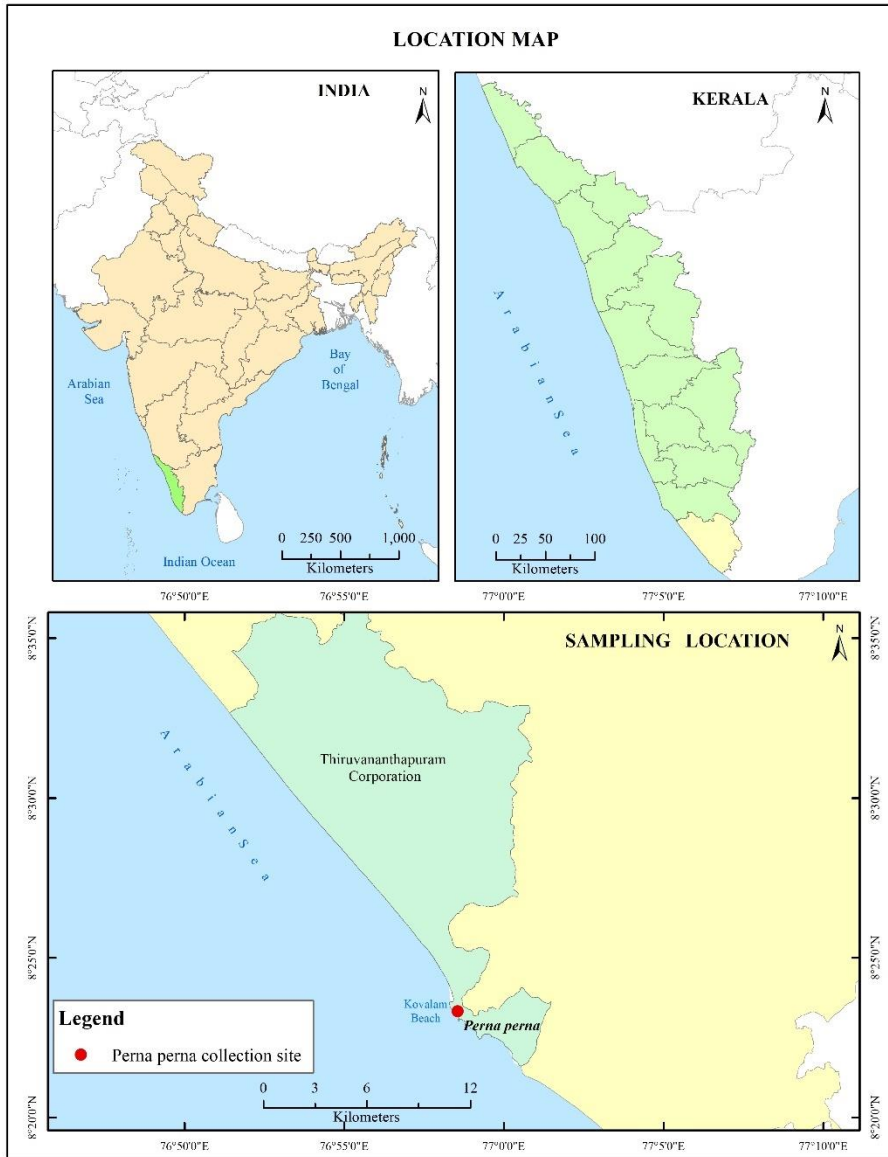 LOCATION MAP
INDIA
N
Arabian
Sea
Bay
of
Bengal
Indian Ocean
0 250 500 1,000
Kilometers
KERALA
N
Arabian Sea
0 25 50 100
Kilometers
76°50'0"E 76°55'0"E 77°0'0"E 77°5'0"E 77°10'0"E
SAMPLING LOCATION
N
8°35'0"N
8°30'0"N
8°25'0"N
8°20'0"N
8°35'0"N
8°30'0"N
8°25'0"N
8°20'0"N
Thiruvananthapuram
Corporation
Arabian Sea
Kovalam
Beach
Perna perna
Legend
Perna perna collection site
0 3 6 12
Kilometers
76°50'0"E 76°55'0"E 77°0'0"E 77°5'0"E 77°10'0"E